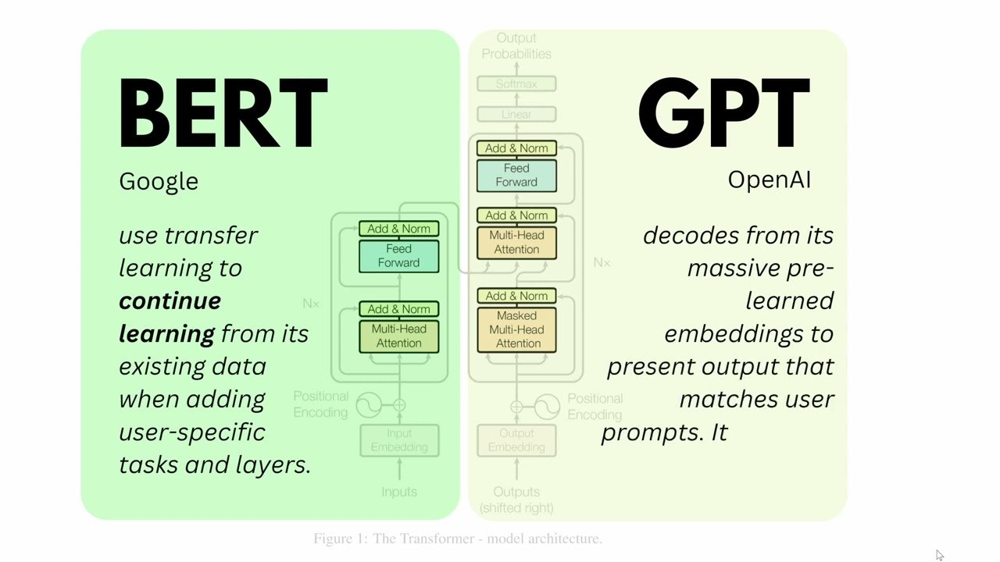 BERT
Google
use transfer
learning to
continue
learning from its
existing data
when adding
user-specific
tasks and layers.
Add & Norm
Feed
Forward
Nx
Add & Norm
Multi-Head
Attention
Positional
Encoding
Input
Embedding
Inputs
Output
Probabilities
Softmax
Linear
Add & Norm
Feed
Forward
Add & Norm
Multi-Head
Attention
Nx
Add & Norm
Masked
Multi-Head
Attention
Positional
Encoding
Output
Embedding
Outputs
(shifted right)
GPT
OpenAI
decodes from its
massive pre-
learned
embeddings to
present output that
matches user
prompts. It
Figure 1: The Transformer - model architecture.